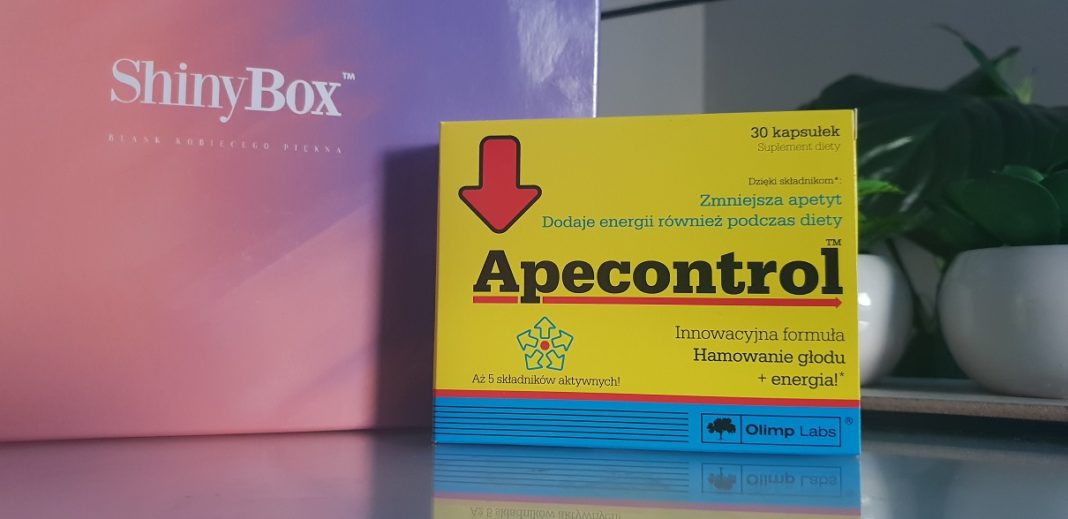 ShinyBox™
BLASK KOBIECEGO PIĘKNA
30 kapsułek
Suplement diety
Dzięki składnikom*:
Zmniejsza apetyt
Dodaje energii również podczas diety
Apecontrol™
Innowacyjna formuła
Hamowanie głodu
+ energia!*
Aż 5 składników aktywnych!
Olimp Labs®